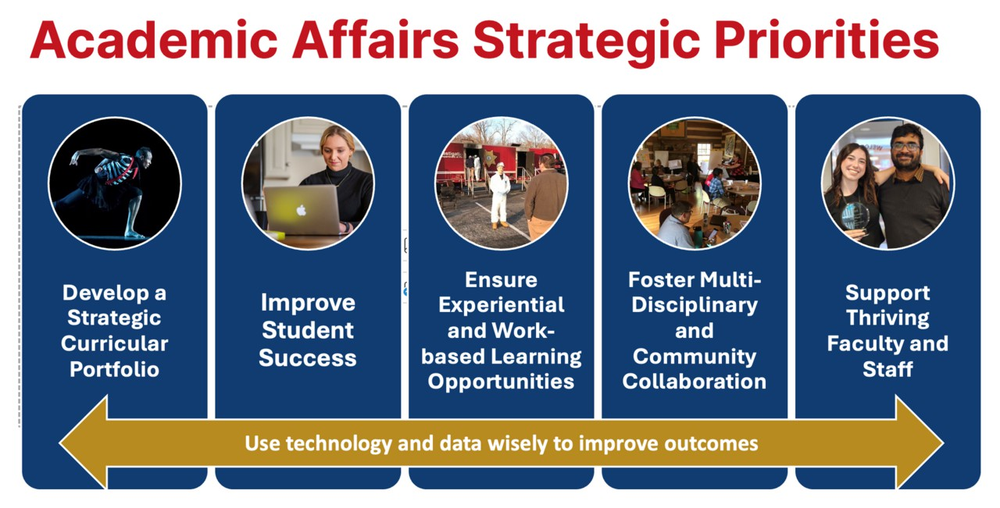 Academic Affairs Strategic Priorities
Develop a
Strategic
Curricular
Portfolio
Improve
Student
Success
Ensure
Experiential
and Work-
based Learning
Opportunities
Foster Multi-
Disciplinary
and
Community
Collaboration
Support
Thriving
Faculty and
Staff
Use technology and data wisely to improve outcomes